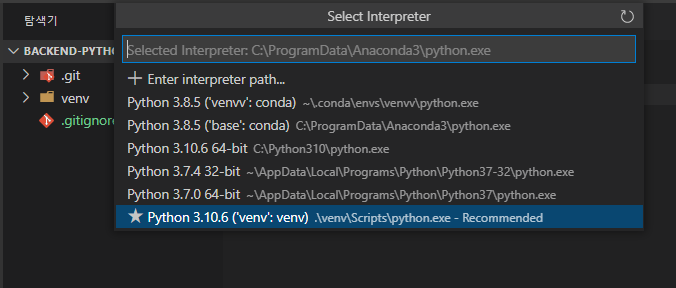 탐색기
Select Interpreter
BACKEND-PYTHO
Selected Interpreter: C:\ProgramData\Anaconda3\python.exe
.git
venv
.gitignore
Enter interpreter path...
Python 3.8.5 ('venvv': conda) ~\.conda\envs\venvv\python.exe
Python 3.8.5 ('base': conda) C:\ProgramData\Anaconda3\python.exe
Python 3.10.6 64-bit C:\Python310\python.exe
Python 3.7.4 32-bit ~\AppData\Local\Programs\Python\Python37-32\python.exe
Python 3.7.0 64-bit ~\AppData\Local\Programs\Python\Python37\python.exe
Python 3.10.6 ('venv': venv) .\venv\Scripts\python.exe - Recommended